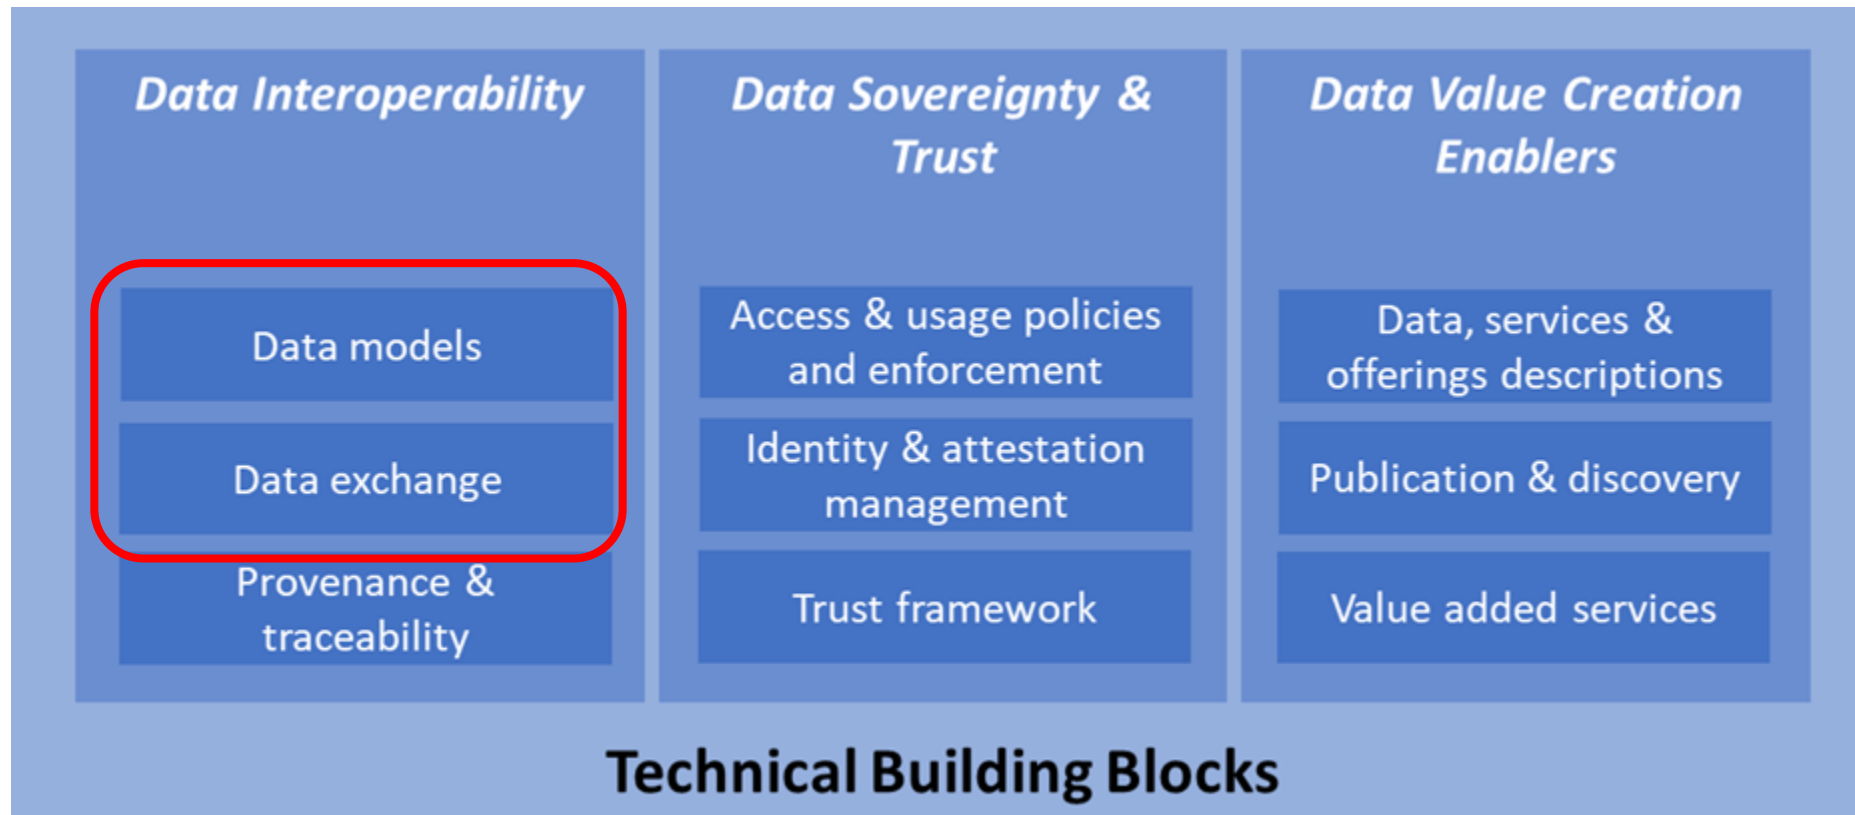 Data Interoperability
Data models
Data exchange
Provenance &
traceability
Data Sovereignty &
Trust
Access & usage policies
and enforcement
Identity & attestation
management
Trust framework
Data Value Creation
Enablers
Data, services &
offerings descriptions
Publication & discovery
Value added services
Technical Building Blocks